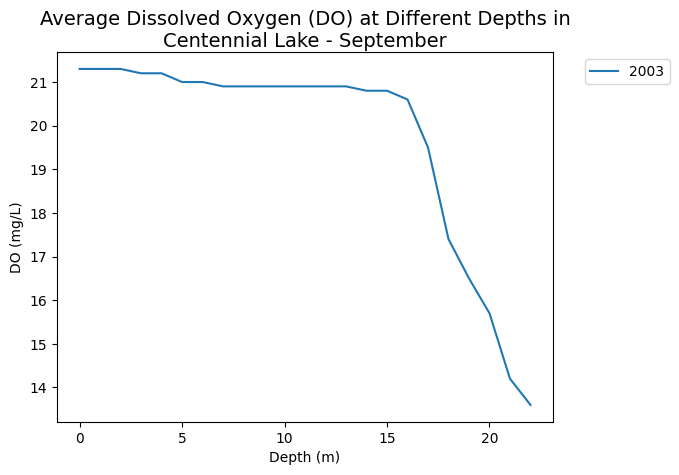 Average Dissolved Oxygen (DO) at Different Depths in
Centennial Lake - September
2003
21
20
19
18
17
16
15
14
DO (mg/L)
0 5 10 15 20
Depth (m)